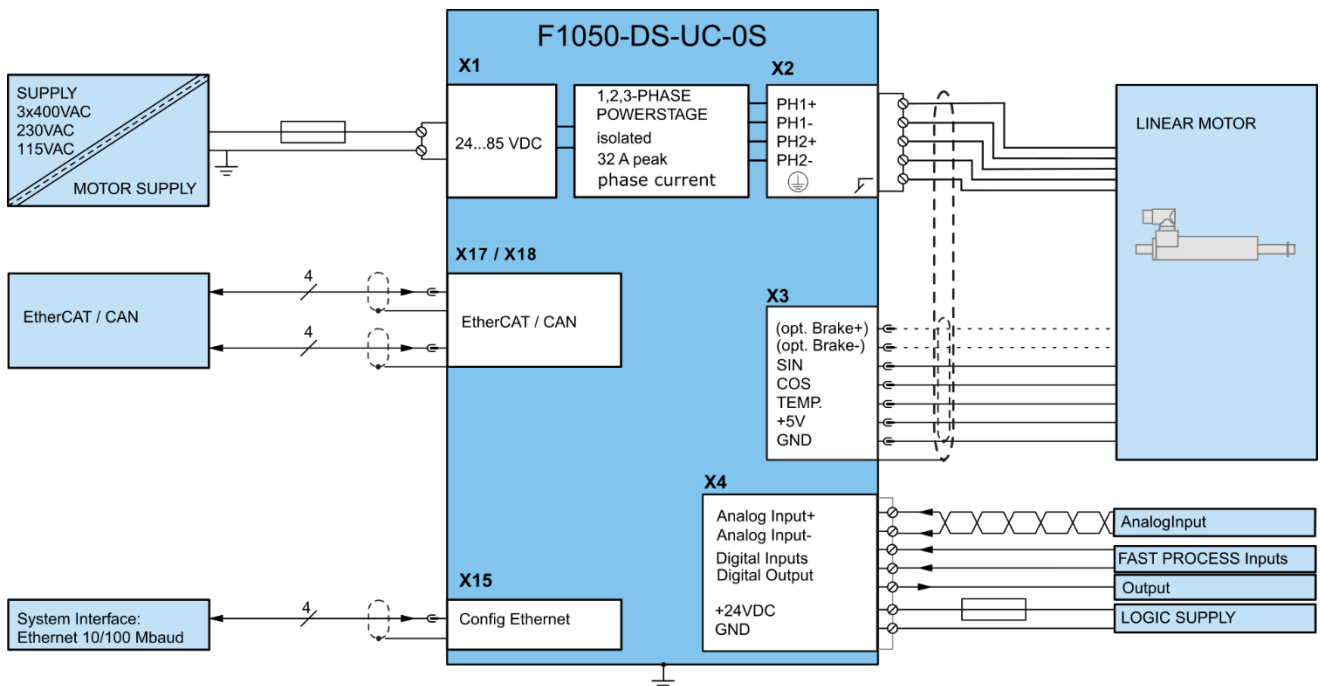 F1050-DS-UC-0S
SUPPLY
3x400VAC
230VAC
115VAC
MOTOR SUPPLY
X1
24...85 VDC
1,2,3-PHASE
POWERSTAGE
isolated
32 A peak
phase current
X2
PH1+
PH1-
PH2+
PH2-
LINEAR MOTOR
EtherCAT / CAN
4
4
X17 / X18
EtherCAT / CAN
X3
(opt. Brake+)
(opt. Brake-)
SIN
COS
TEMP.
+5V
GND
X4
Analog Input+
Analog Input-
Digital Inputs
Digital Output
+24VDC
GND
AnalogInput
FAST PROCESS Inputs
Output
LOGIC SUPPLY
System Interface:
Ethernet 10/100 Mbaud
4
X15
Config Ethernet